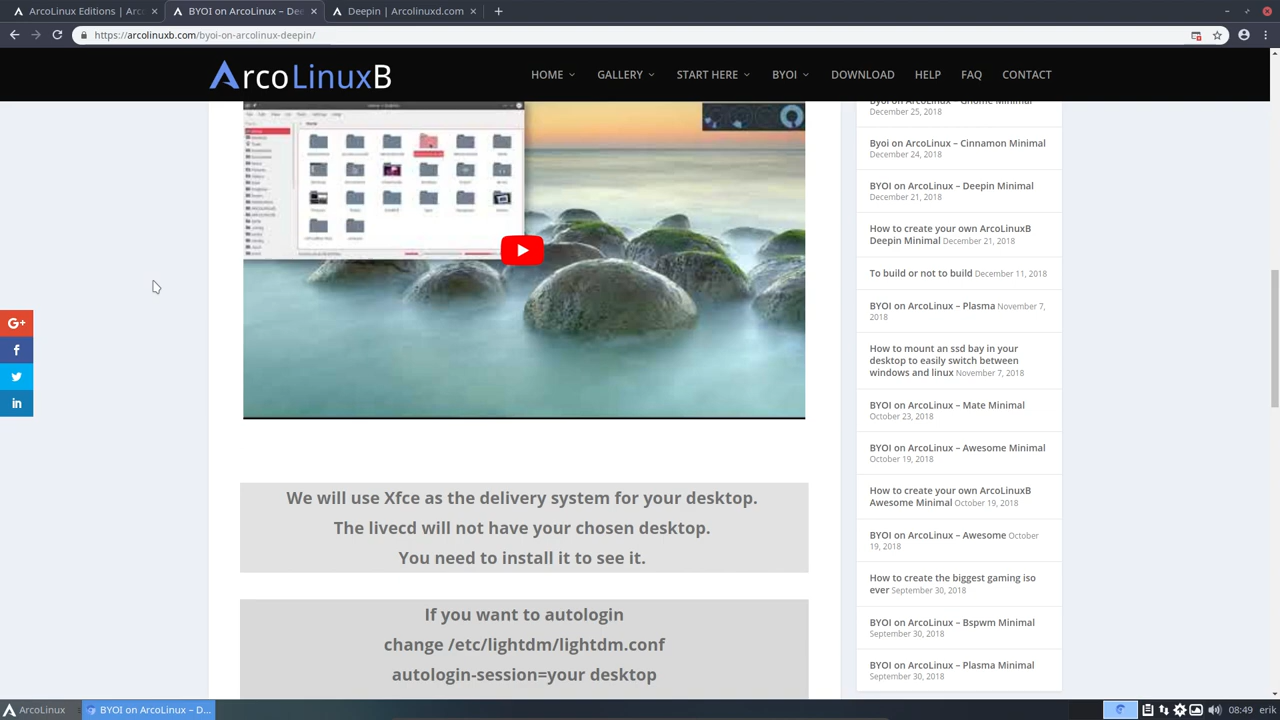 ArcoLinux Editions | Arc
BYOI on ArcoLinux – Dee
Deepin | Arcolinux.com
https://arcolinuxb.com/byoi-on-arcolinux-deepin/
ArcoLinuxB
HOME
GALLERY
START HERE
BYOI
DOWNLOAD
HELP
FAQ
CONTACT
Byoi on ArcoLinux – Gnome Minimal
December 25, 2018
Byoi on ArcoLinux – Cinnamon Minimal
December 24, 2018
BYOI on ArcoLinux – Deepin Minimal
December 21, 2018
How to create your own ArcoLinuxB
Deepin Minimal December 21, 2018
To build or not to build December 11, 2018
BYOI on ArcoLinux – Plasma November 7,
2018
How to mount an ssd bay in your
desktop to easily switch between
windows and linux November 7, 2018
BYOI on ArcoLinux – Mate Minimal
October 23, 2018
BYOI on ArcoLinux – Awesome Minimal
October 19, 2018
How to create your own ArcoLinuxB
Awesome Minimal October 19, 2018
BYOI on ArcoLinux – Awesome October
19, 2018
How to create the biggest gaming iso
ever September 30, 2018
BYOI on ArcoLinux – Bspwm Minimal
September 30, 2018
BYOI on ArcoLinux – Plasma Minimal
September 30, 2018
We will use Xfce as the delivery system for your desktop.
The livecd will not have your chosen desktop.
You need to install it to see it.
If you want to autologin
change /etc/lightdm/lightdm.conf
autologin-session=your desktop
G+
f
in
ArcoLinux
BYOI on ArcoLinux – D...
08:49
erik